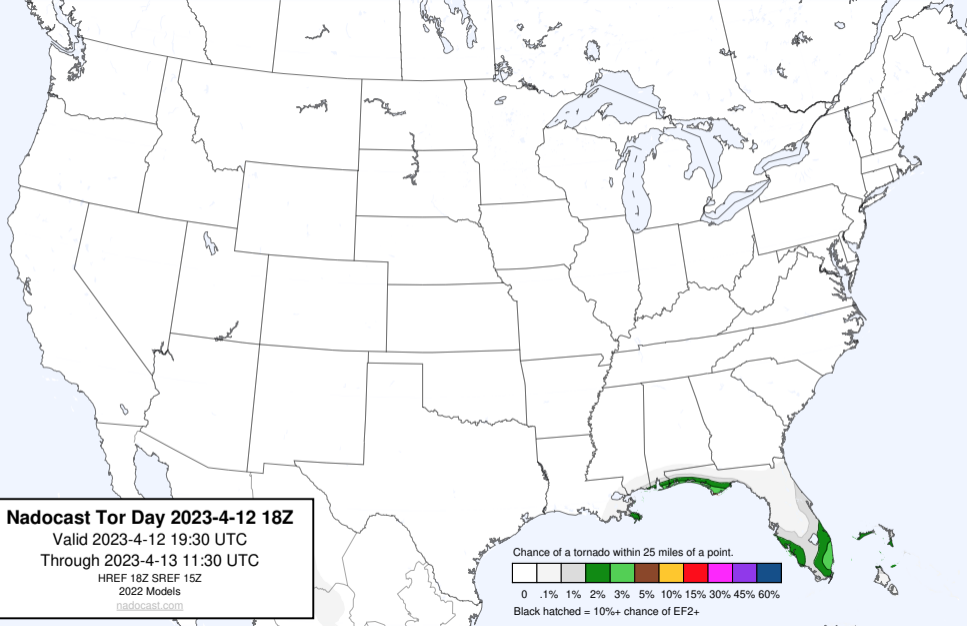 Nadocast Tor Day 2023-4-12 18Z
Valid 2023-4-12 19:30 UTC
Through 2023-4-13 11:30 UTC
HREF 18Z SREF 15Z
2022 Models
nadocast.com
Chance of a tornado within 25 miles of a point.
0 .1% 1% 2% 3% 5% 10% 15% 30% 45% 60%
Black hatched = 10%+ chance of EF2+